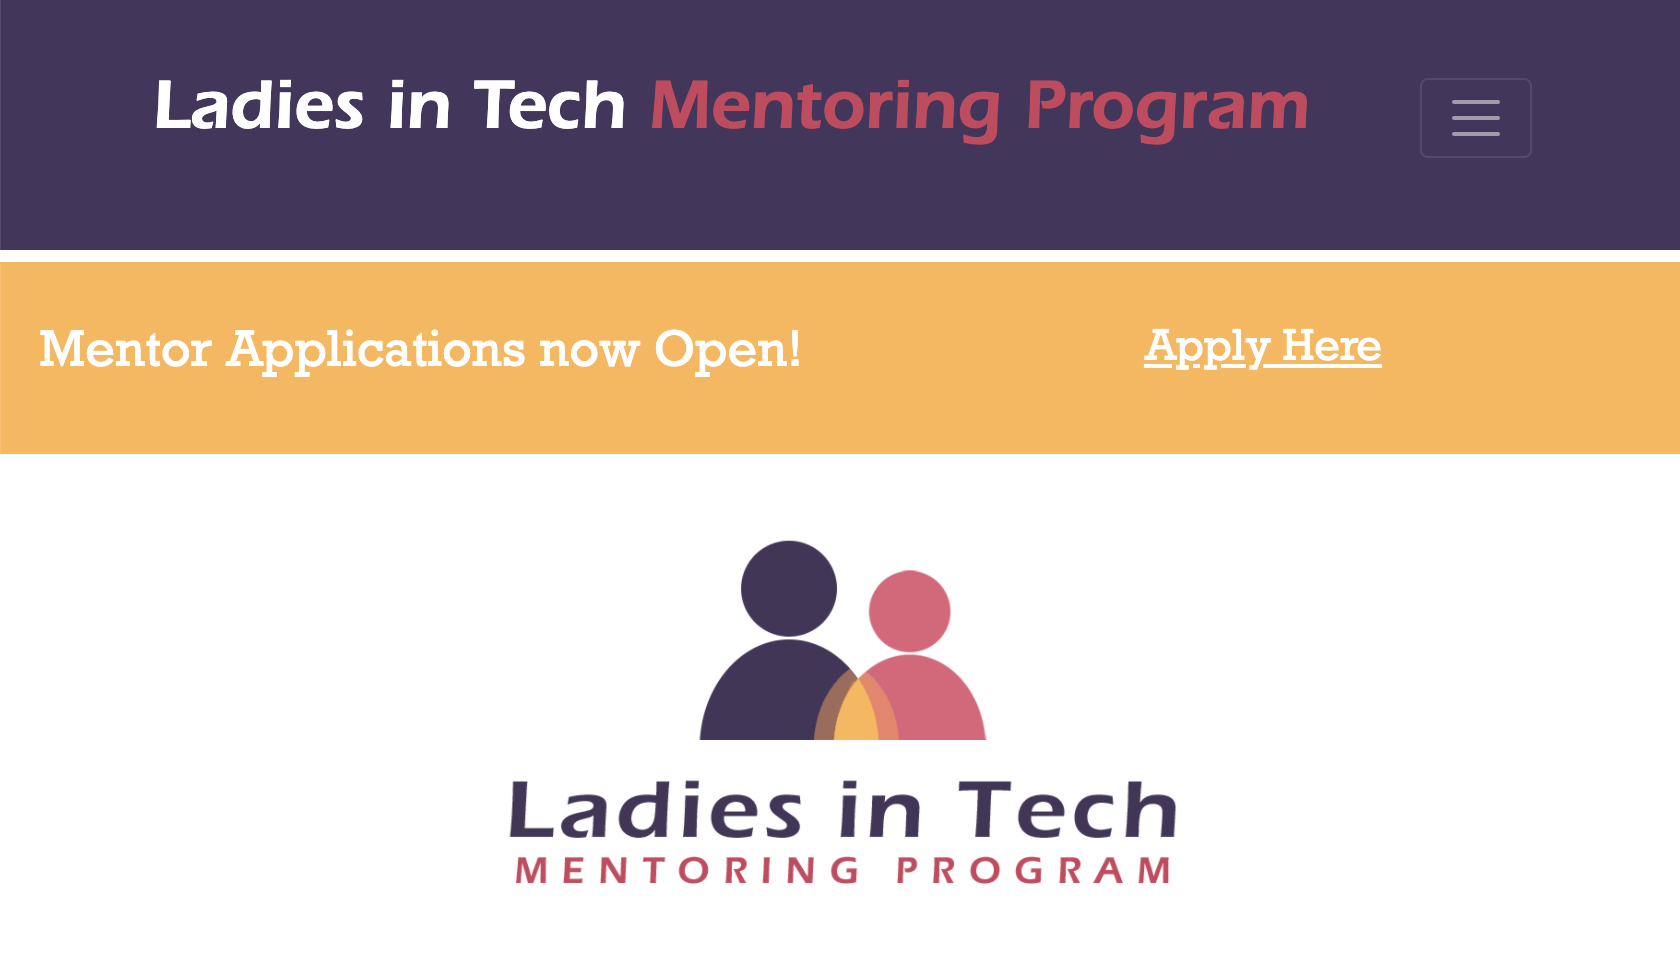 Ladies in Tech Mentoring Program
Mentor Applications now Open!
Apply Here
Ladies in Tech
MENTORING PROGRAM